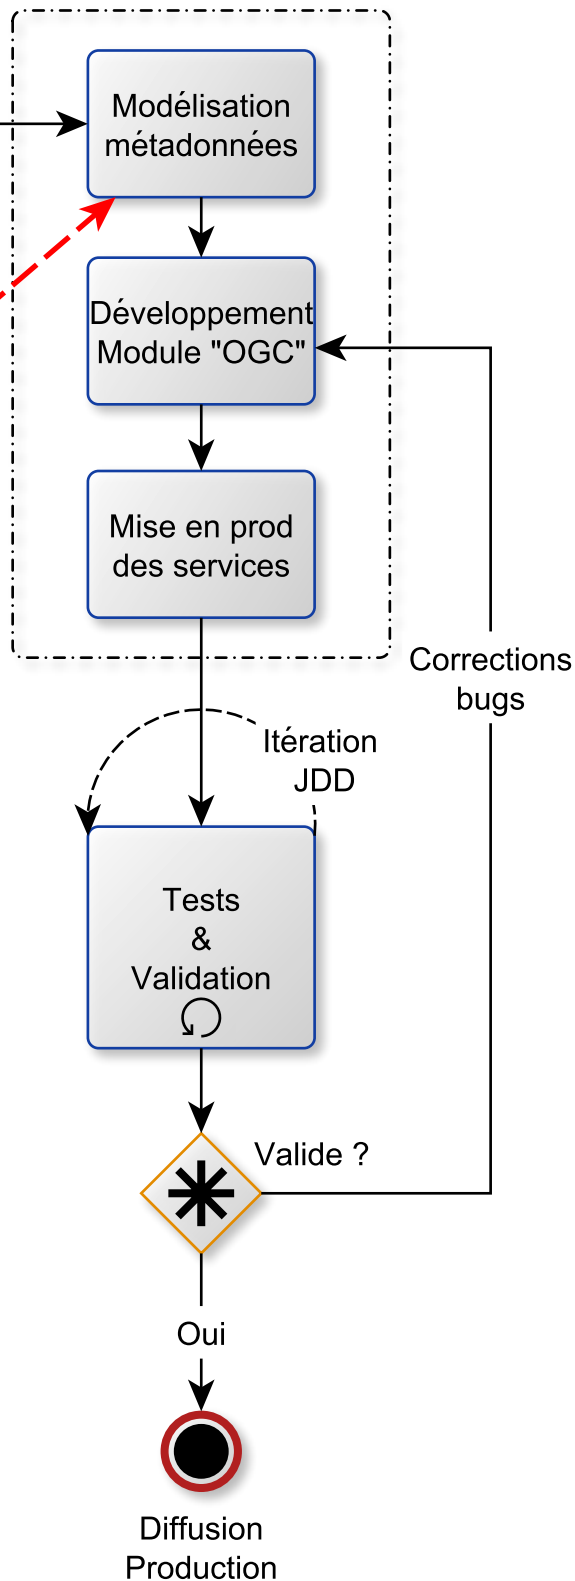 Modélisation
métadonnées
Développement
Module "OGC"
Mise en prod
des services
Corrections
bugs
Itération
JDD
Tests
&
Validation
Valide ?
Oui
Diffusion
Production